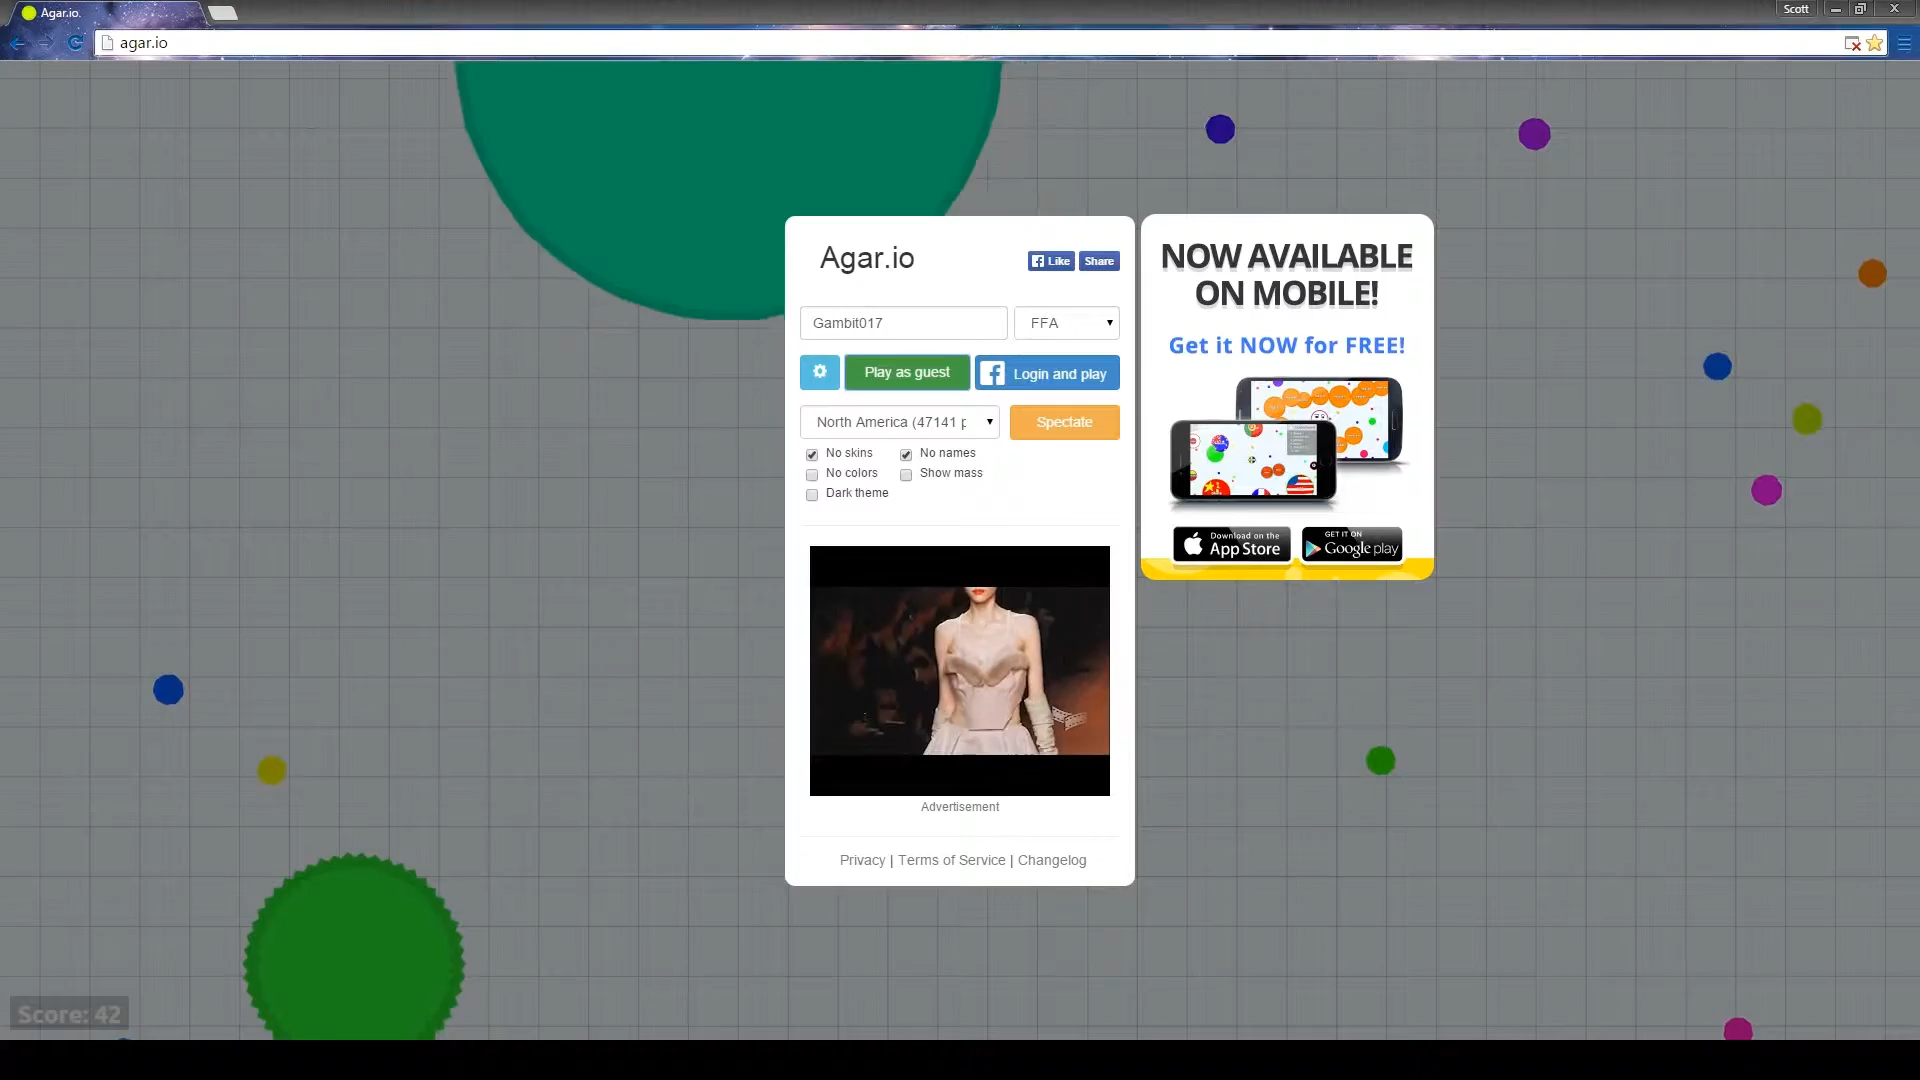 Agar.io
Scott
agar.io
Agar.io
Like
Share
Gambit017
FFA
Play as guest
Login and play
North America (47141 p
Spectate
No skins
No names
No colors
Show mass
Dark theme
Advertisement
Privacy | Terms of Service | Changelog
NOW AVAILABLE
ON MOBILE!
Get it NOW for FREE!
Download on the
App Store
GET IT ON
Google play
Score: 42